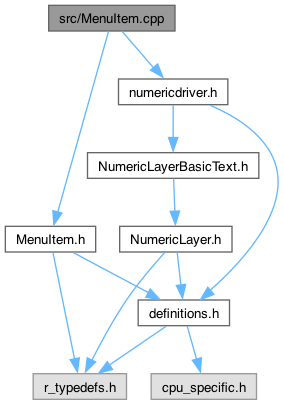 src/MenuItem.cpp
numericdriver.h
NumericLayerBasicText.h
MenuItem.h
NumericLayer.h
definitions.h
r_typedefs.h
cpu_specific.h